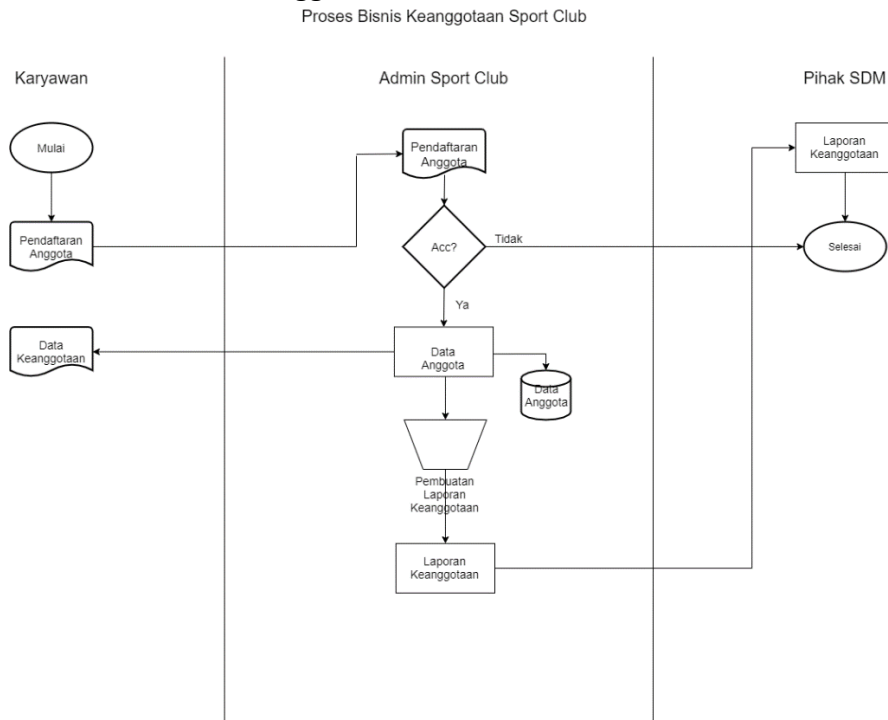 Proses Bisnis Keanggotaan Sport Club
Karyawan
Admin Sport Club
Pihak SDM
Mulai
Pendaftaran
Anggota
Laporan
Keanggotaan
Pendaftaran
Anggota
Acc?
Tidak
Selesai
Ya
Data
Keanggotaan
Data
Anggota
Data
Anggota
Pembuatan
Laporan
Keanggotaan
Laporan
Keanggotaan